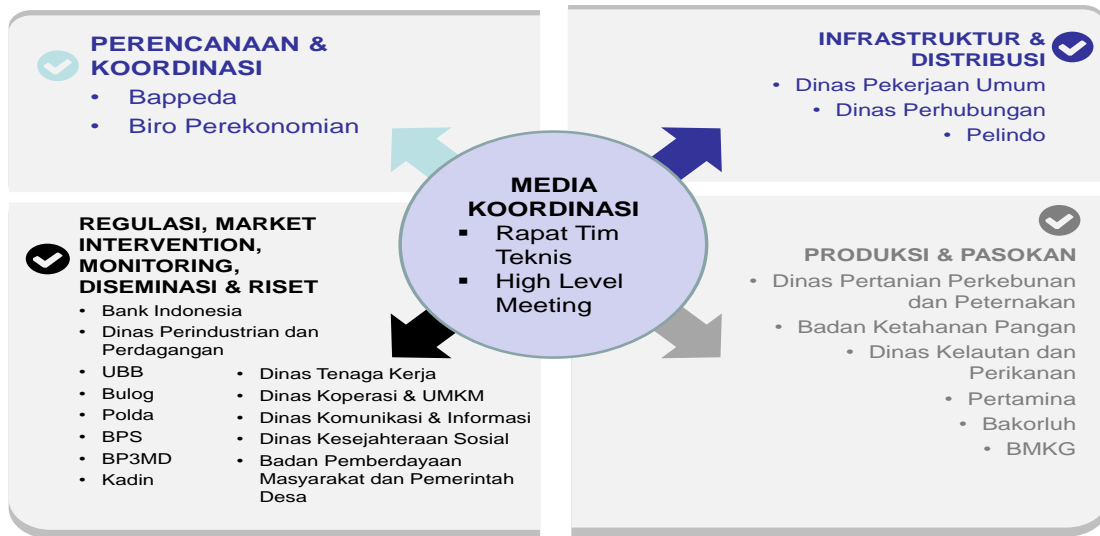 PERENCANAAN &
KOORDINASI
• Bappeda
• Biro Perekonomian
INFRASTRUKTUR &
DISTRIBUSI
• Dinas Pekerjaan Umum
• Dinas Perhubungan
• Pelindo
MEDIA
KOORDINASI
▪ Rapat Tim
Teknis
▪ High Level
Meeting
REGULASI, MARKET
INTERVENTION,
MONITORING,
DISEMINASI & RISET
• Bank Indonesia
• Dinas Perindustrian dan
Perdagangan
• UBB
• Bulog
• Polda
• BPS
• BP3MD
• Kadin
• Dinas Tenaga Kerja
• Dinas Koperasi & UMKM
• Dinas Komunikasi & Informasi
• Dinas Kesejahteraan Sosial
• Badan Pemberdayaan
Masyarakat dan Pemerintah
Desa
PRODUKSI & PASOKAN
• Dinas Pertanian Perkebunan
dan Peternakan
• Badan Ketahanan Pangan
• Dinas Kelautan dan
Perikanan
• Pertamina
• Bakorluh
• BMKG